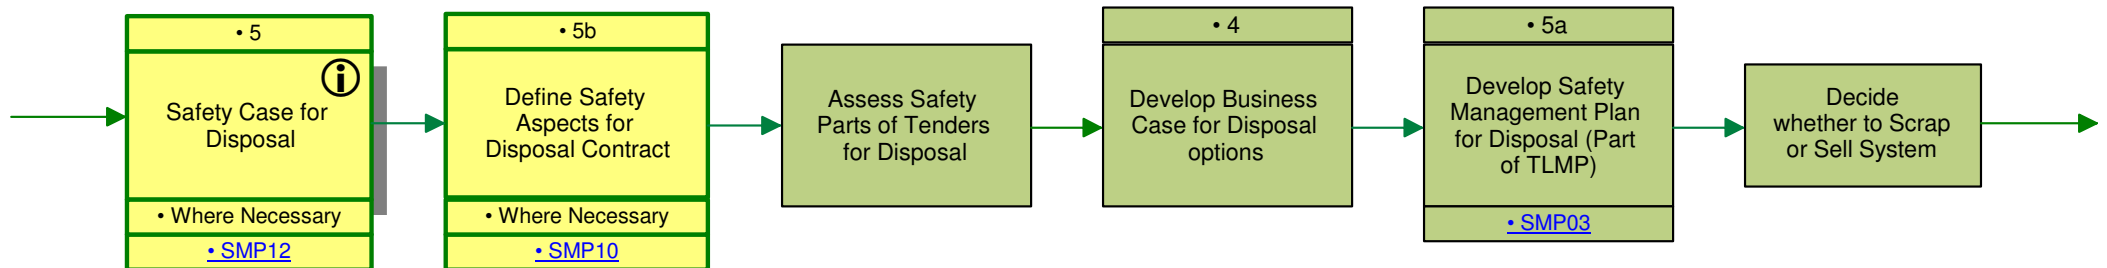 • 5
Safety Case for
Disposal
• Where Necessary
• SMP12
• 5b
Define Safety
Aspects for
Disposal Contract
• Where Necessary
• SMP10
Assess Safety
Parts of Tenders
for Disposal
• 4
Develop Business
Case for Disposal
options
• 5a
Develop Safety
Management Plan
for Disposal (Part
of TLMP)
• SMP03
Decide
whether to Scrap
or Sell System